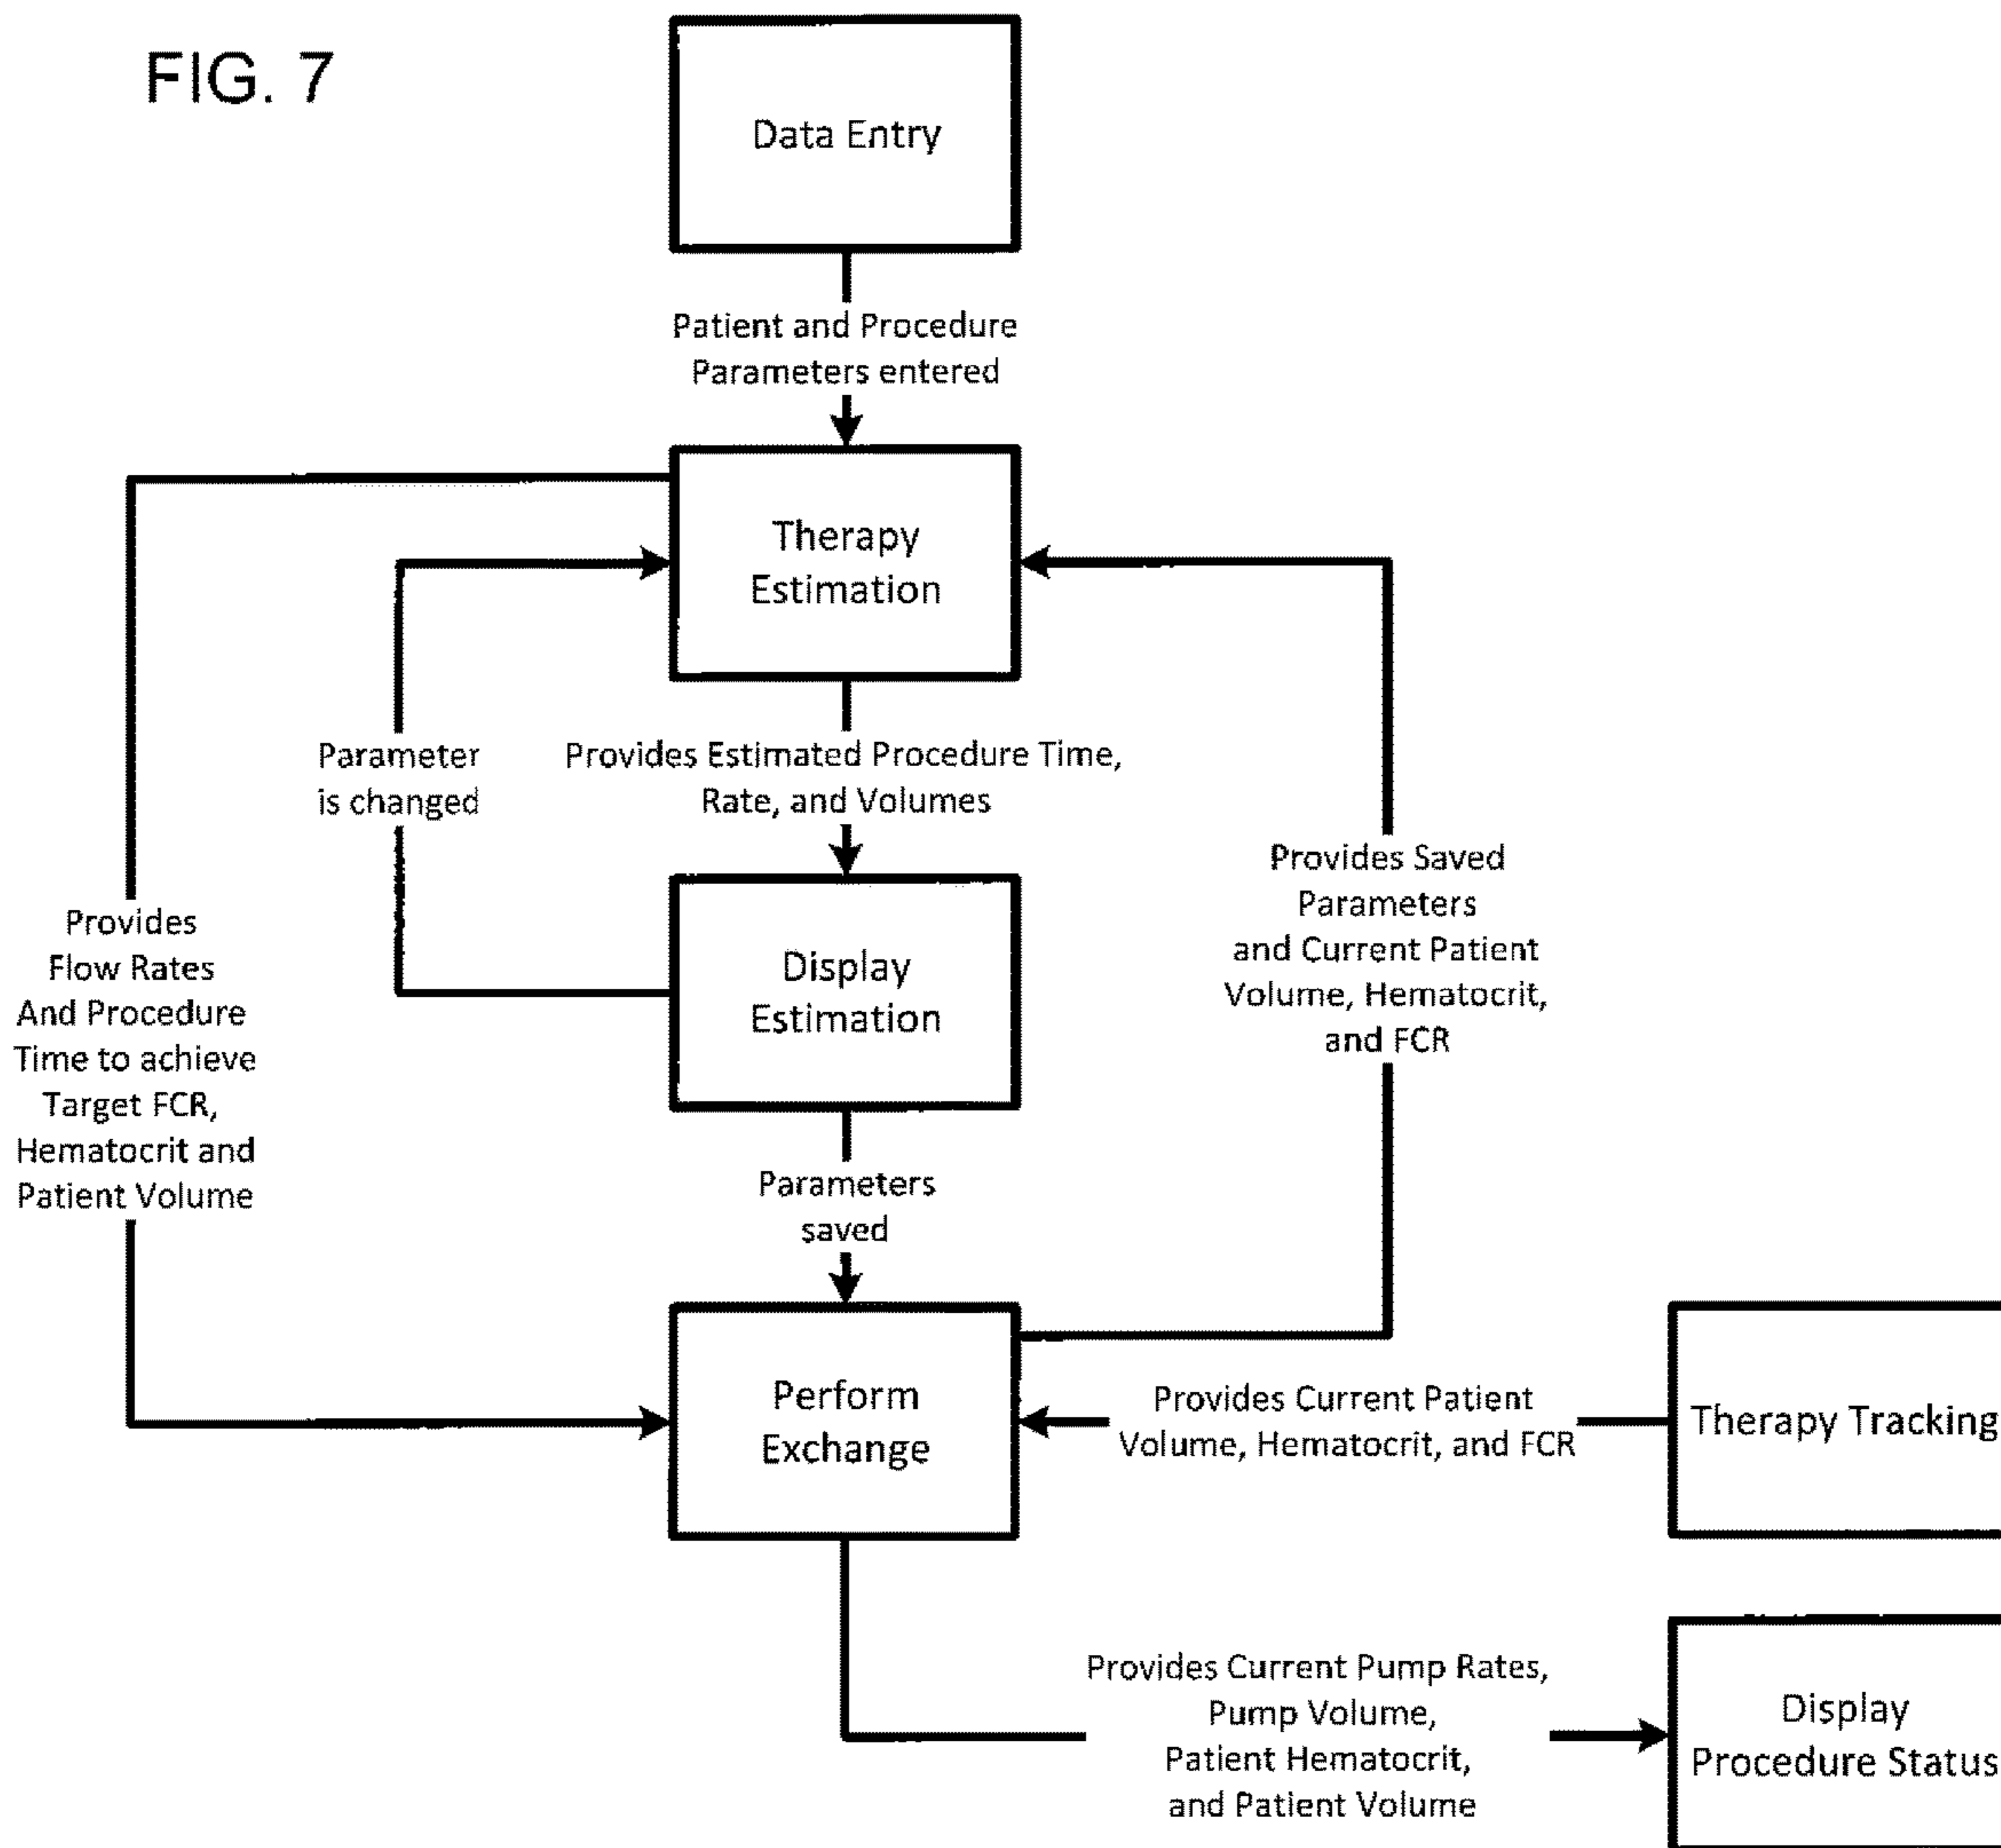 FIG. 7
Data Entry
Patient and Procedure
Parameters entered
Therapy
Estimation
Parameter
is changed
Provides Estimated Procedure Time,
Rate, and Volumes
Provides Saved
Parameters
and Current Patient
Volume, Hematocrit,
and FCR
Provides
Flow Rates
And Procedure
Time to achieve
Target FCR,
Hematocrit and
Patient Volume
Display
Estimation
Parameters
saved
Perform
Exchange
Provides Current Patient
Volume, Hematocrit, and FCR
Therapy Tracking
Provides Current Pump Rates,
Pump Volume,
Patient Hematocrit,
and Patient Volume
Display
Procedure Status